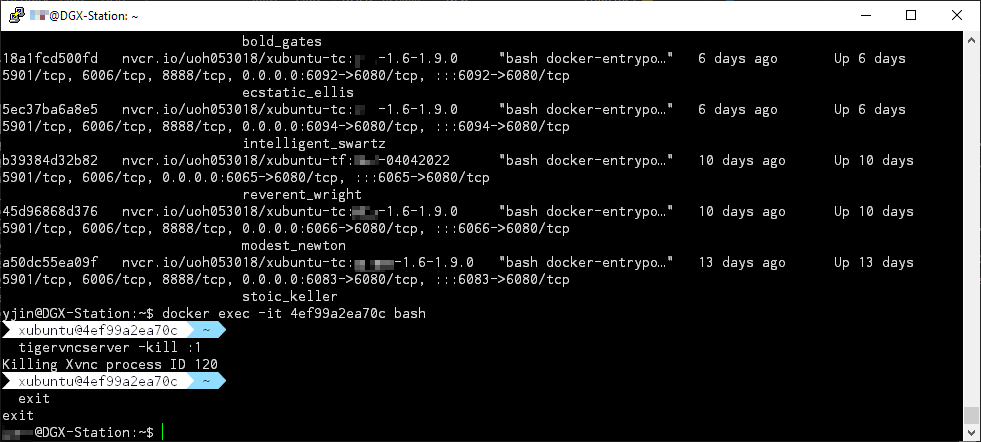 @DGX-Station: ~
bold_gates
18a1fcd500fd nvcr.io/uoh053018/xubuntu-tc: -1.6-1.9.0 "bash docker-entrypo…" 6 days ago Up 6 days
5901/tcp, 6006/tcp, 8888/tcp, 0.0.0.0:6092->6080/tcp, :::6092->6080/tcp
ecstatic_ellis
5ec37ba6a8e5 nvcr.io/uoh053018/xubuntu-tc: -1.6-1.9.0 "bash docker-entrypo…" 6 days ago Up 6 days
5901/tcp, 6006/tcp, 8888/tcp, 0.0.0.0:6094->6080/tcp, :::6094->6080/tcp
intelligent_swartz
b39384d32b82 nvcr.io/uoh053018/xubuntu-tf: -04042022 "bash docker-entrypo…" 10 days ago Up 10 days
5901/tcp, 6006/tcp, 0.0.0.0:6065->6080/tcp, :::6065->6080/tcp
reverent_wright
45d96868d376 nvcr.io/uoh053018/xubuntu-tc: -1.6-1.9.0 "bash docker-entrypo…" 10 days ago Up 10 days
5901/tcp, 6006/tcp, 8888/tcp, 0.0.0.0:6066->6080/tcp, :::6066->6080/tcp
modest_newton
a50dc55ea09f nvcr.io/uoh053018/xubuntu-tc: -1.6-1.9.0 "bash docker-entrypo…" 13 days ago Up 13 days
5901/tcp, 6006/tcp, 8888/tcp, 0.0.0.0:6083->6080/tcp, :::6083->6080/tcp
stoic_keller
yjin@DGX-Station:~$ docker exec -it 4ef99a2ea70c bash
xubuntu@4ef99a2ea70c ~
tigervncserver -kill :1
Killing Xvnc process ID 120
xubuntu@4ef99a2ea70c ~
exit
exit
@DGX-Station:~$